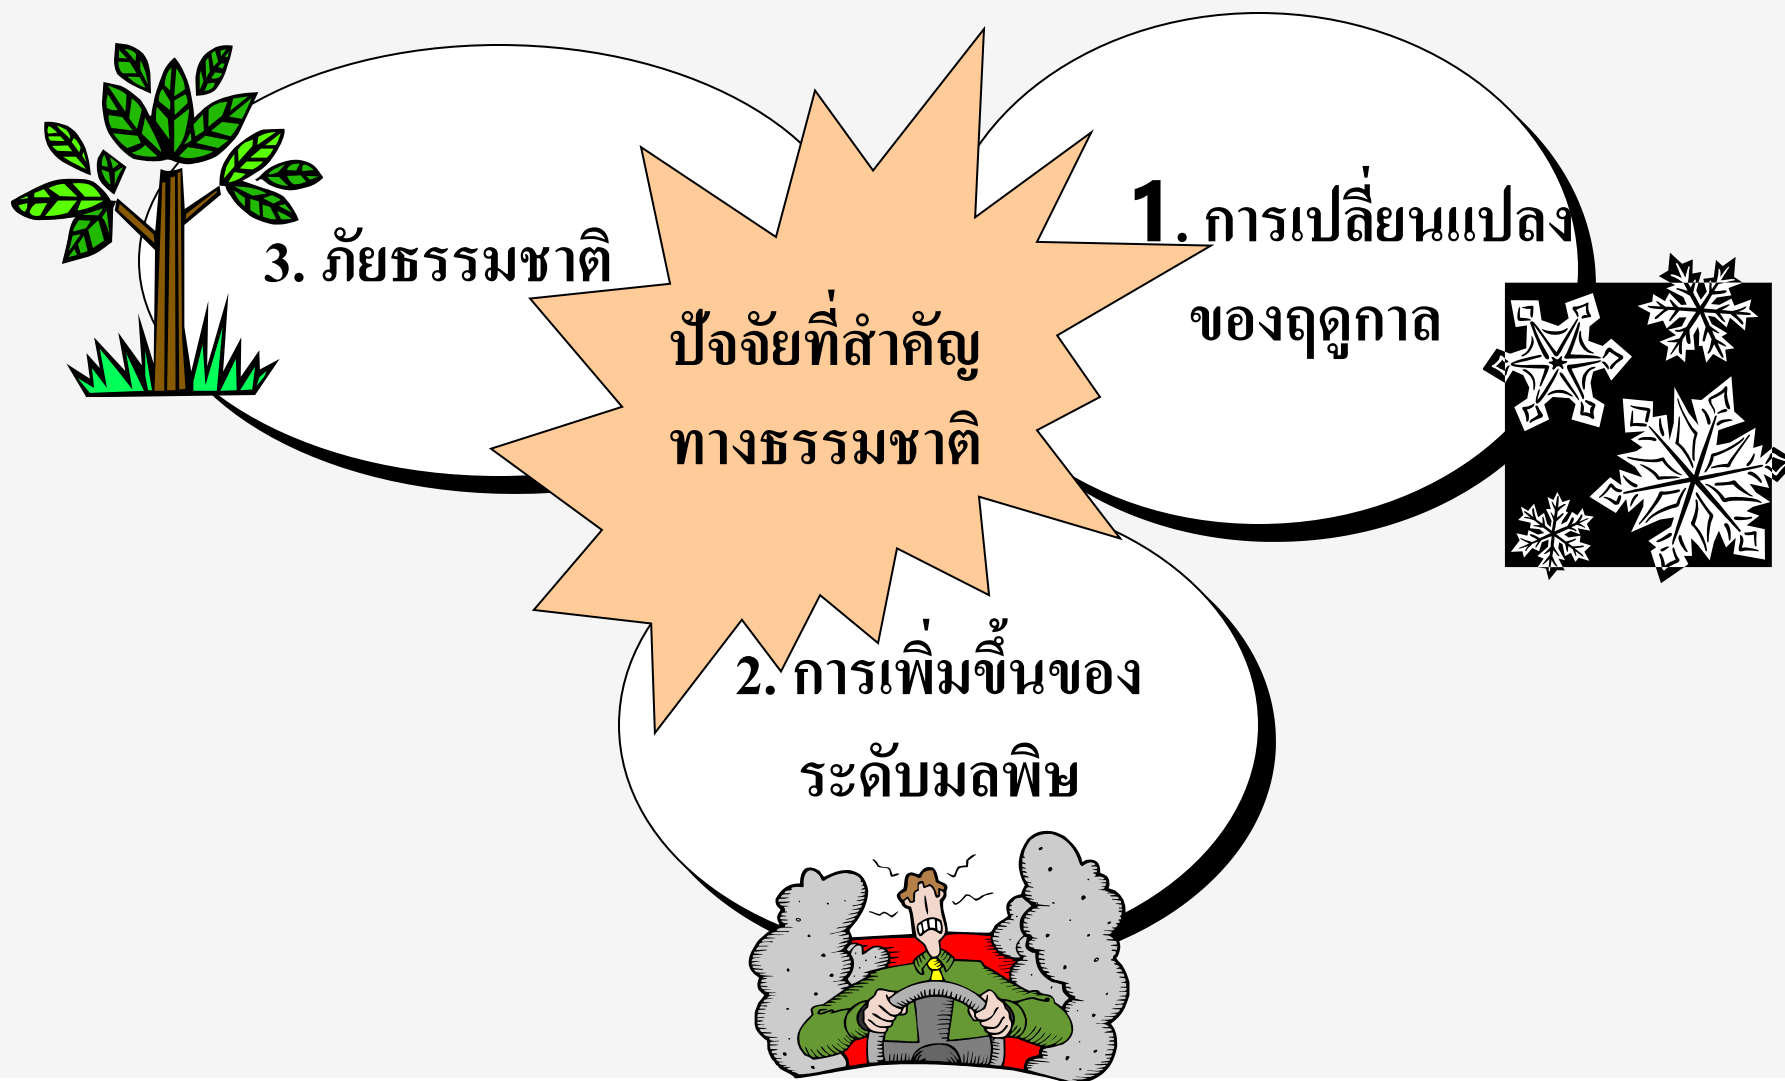 ปัจจัยที่สำคัญ
ทางธรรมชาติ
1. การเปลี่ยนแปลง
ของฤดูกาล
2. การเพิ่มขึ้นของ
ระดับมลพิษ
3. ภัยธรรมชาติ